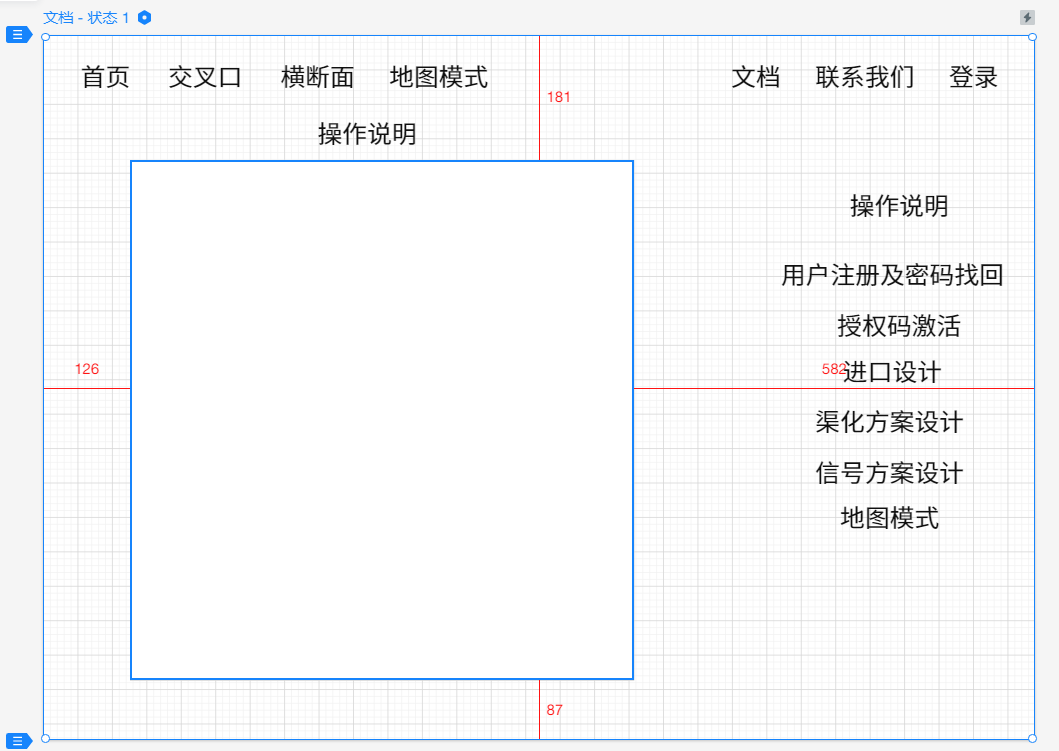 文档 - 状态 1
首页 交叉口 横断面 地图模式 文档 联系我们 登录
181
操作说明
操作说明
用户注册及密码找回
授权码激活
126
582
进口设计
渠化方案设计
信号方案设计
地图模式
87